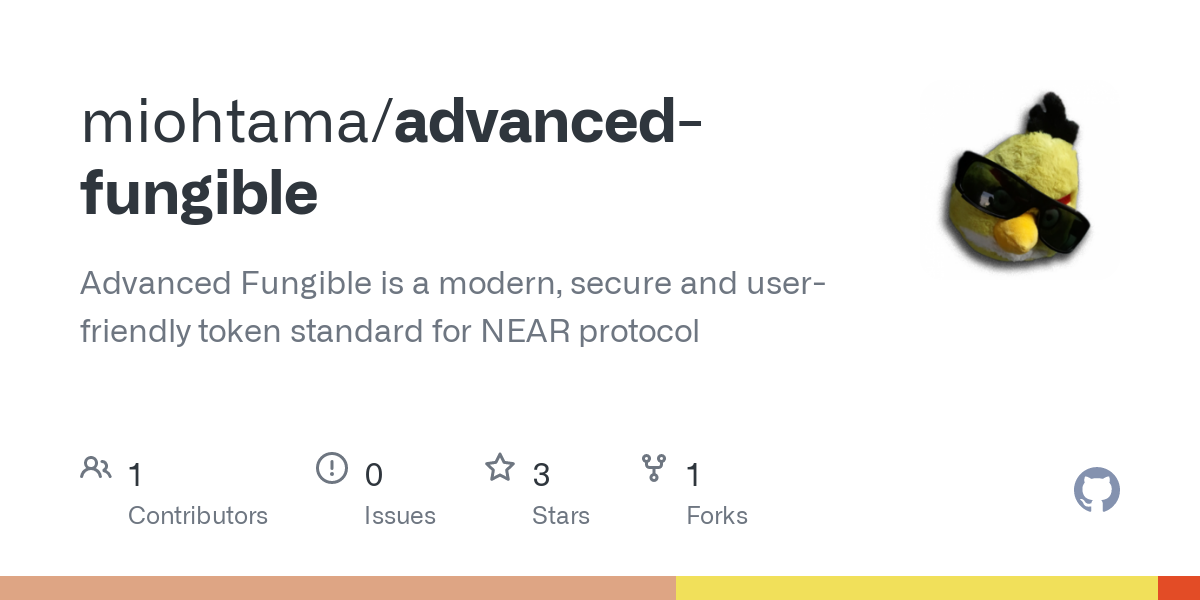 miohtama/advanced-
fungible
Advanced Fungible is a modern, secure and user-
friendly token standard for NEAR protocol
1 0 3 1
Contributors Issues Stars Forks